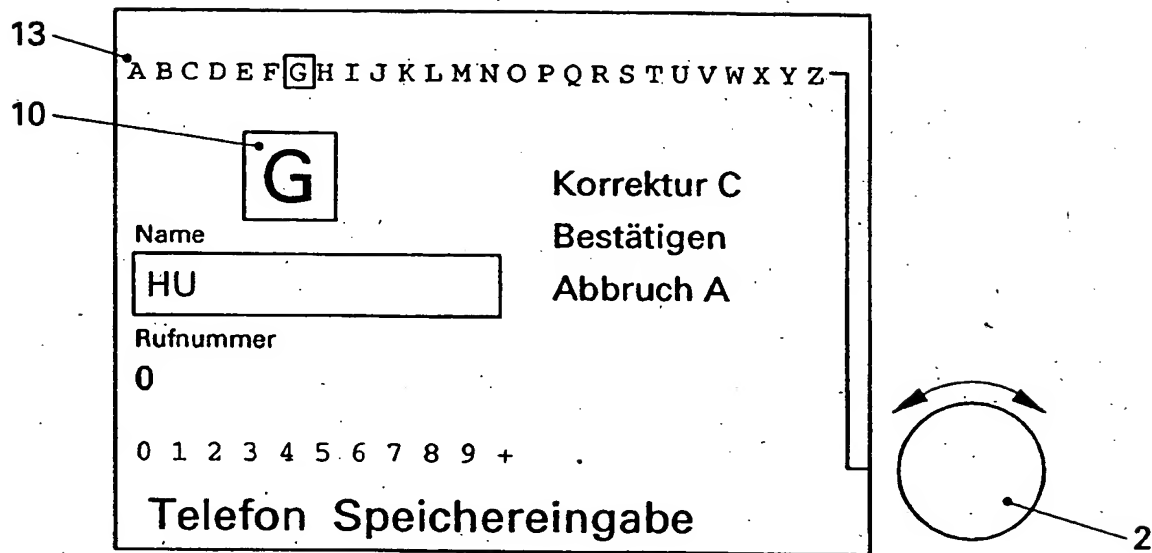 13
A B C D E F G H I J K L M N O P Q R S T U V W X Y Z
10
G
Korrektur C
Name
Bestätigen
HU
Abbruch A
Rufnummer
0
0 1 2 3 4 5 6 7 8 9 +
Telefon Speichereingabe
2